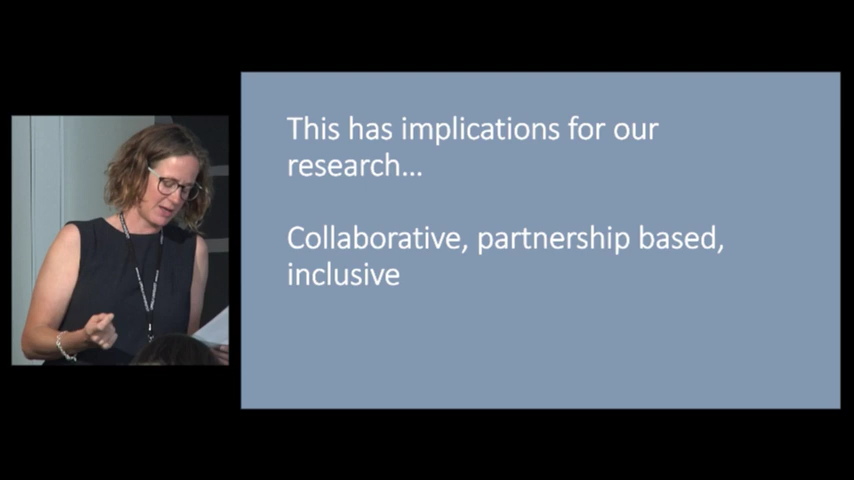 This has implications for our
research...
Collaborative, partnership based,
inclusive